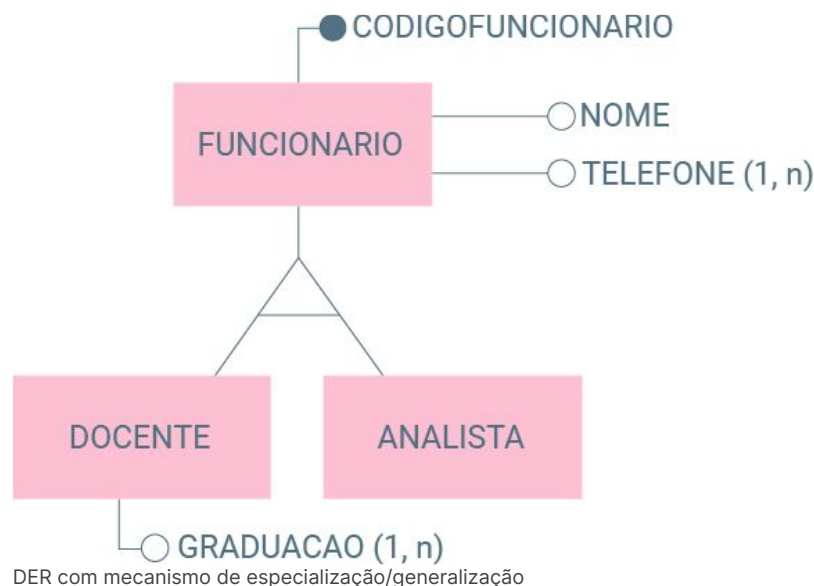 CODIGOFUNCIONARIO
FUNCIONARIO
NOME
TELEFONE (1, n)
DOCENTE
ANALISTA
GRADUACAO (1, n)
DER com mecanismo de especialização/generalização